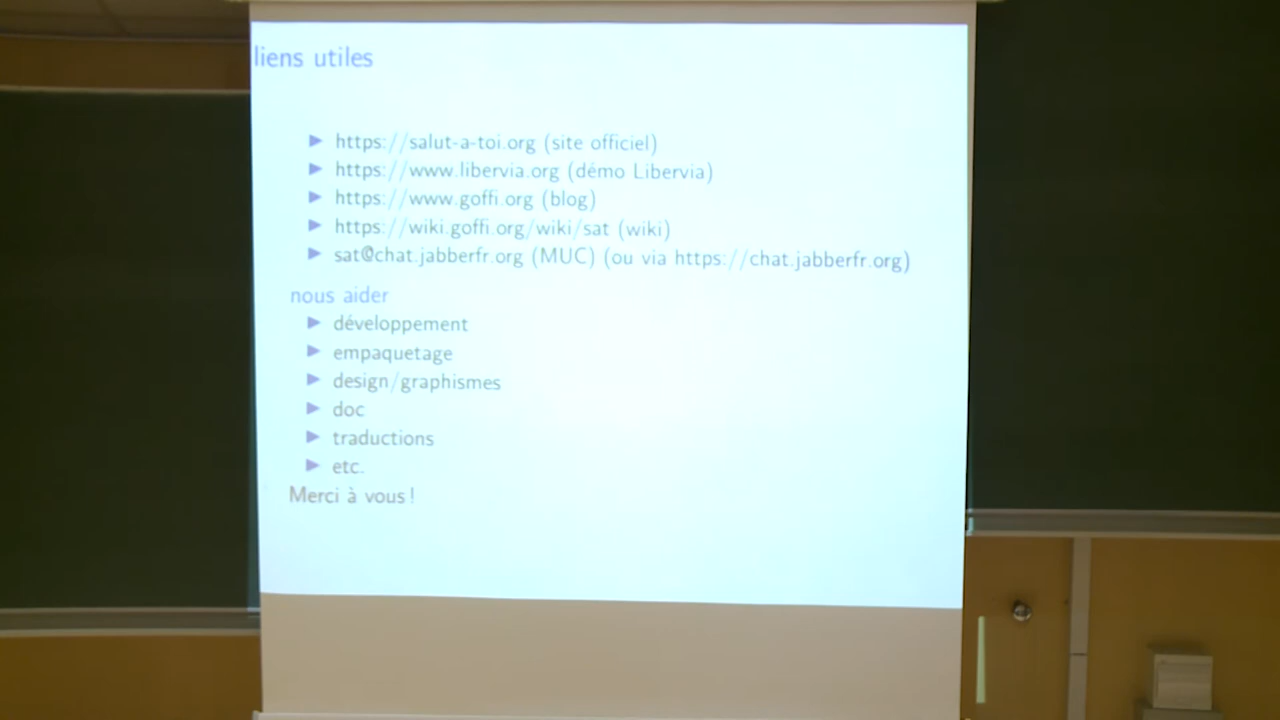 liens utiles
▶ https://salut-a-toi.org (site officiel)
▶ https://www.libervia.org (démo Libervia)
▶ https://www.goffi.org (blog)
▶ https://wiki.goffi.org/wiki/sat (wiki)
▶ sat@chat.jabberfr.org (MUC) (ou via https://chat.jabberfr.org)
nous aider
▶ développement
▶ empaquetage
▶ design/graphismes
▶ doc
▶ traductions
▶ etc.
Merci à vous !